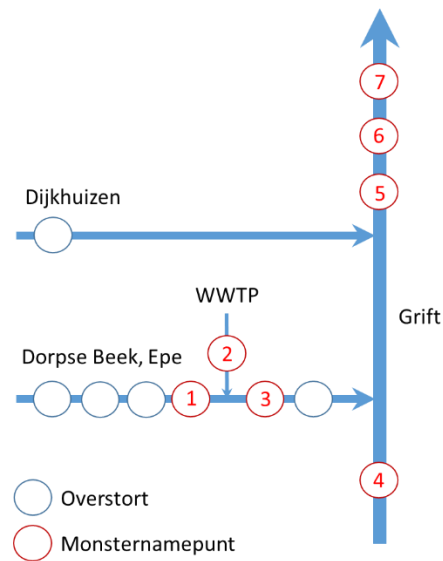 7
6
5
Dijkhuizen
WWTP
Grift
Dorpse Beek, Epe
2
1
3
4
Overstort
Monsternamepunt